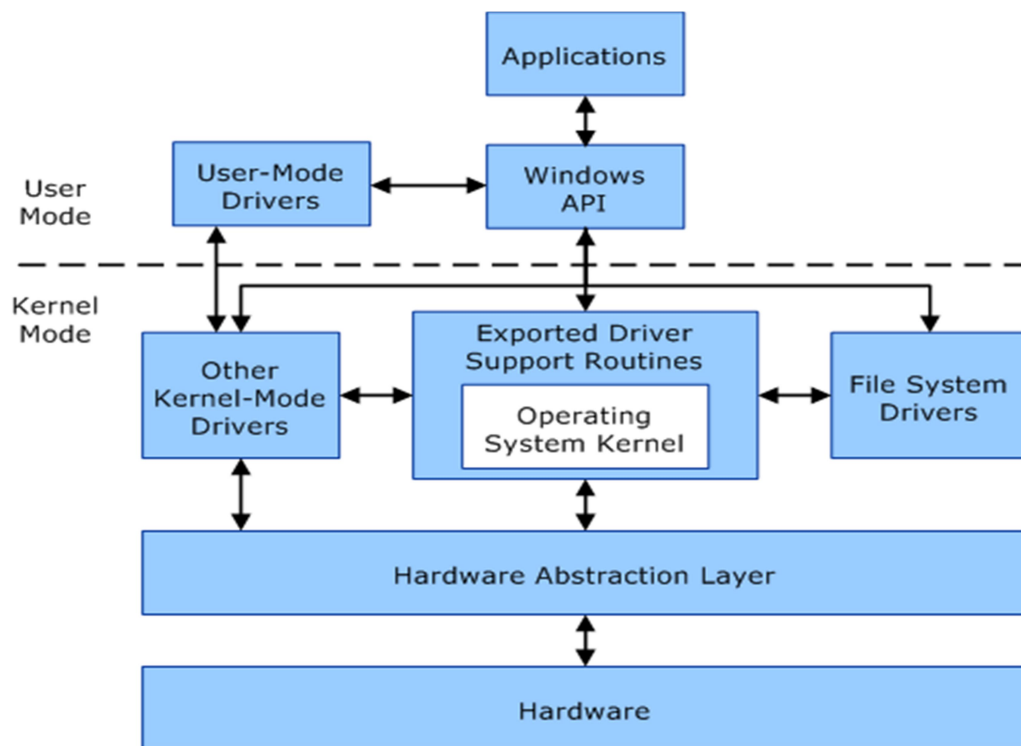 Applications
User-Mode
Drivers
Windows
API
User
Mode
Kernel
Mode
Other
Kernel-Mode
Drivers
Exported Driver
Support Routines
Operating
System Kernel
File System
Drivers
Hardware Abstraction Layer
Hardware